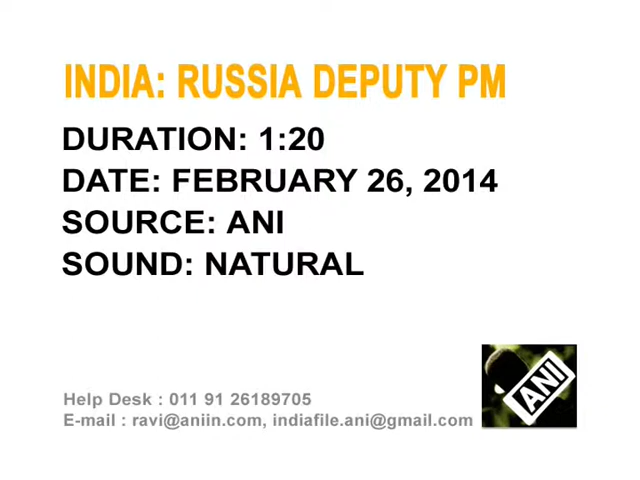 INDIA: RUSSIA DEPUTY PM
DURATION: 1:20
DATE: FEBRUARY 26, 2014
SOURCE: ANI
SOUND: NATURAL
Help Desk : 011 91 26189705
E-mail : ravi@aniin.com, indiafile.ani@gmail.com
ANI